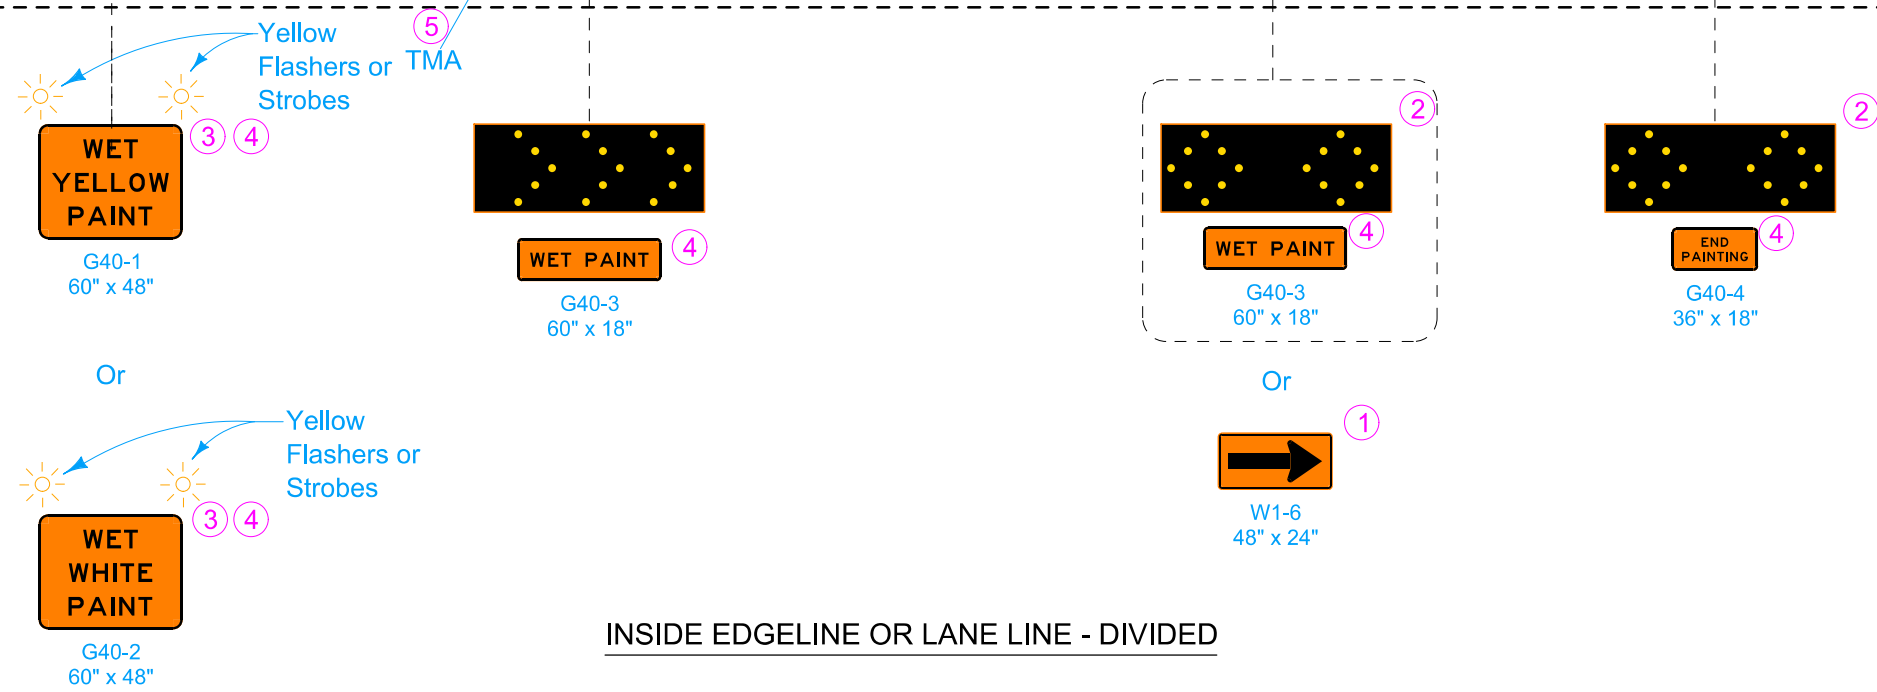 Yellow
Flashers or
Strobes
5
TMA
3 4
WET
YELLOW
PAINT
G40-1
60" x 48"
4
WET PAINT
G40-3
60" x 18"
2
4
WET PAINT
G40-3
60" x 18"
2
4
END
PAINTING
G40-4
36" x 18"
Or
Yellow
Flashers or
Strobes
3 4
WET
WHITE
PAINT
G40-2
60" x 48"
Or
1
W1-6
48" x 24"
INSIDE EDGELINE OR LANE LINE - DIVIDED